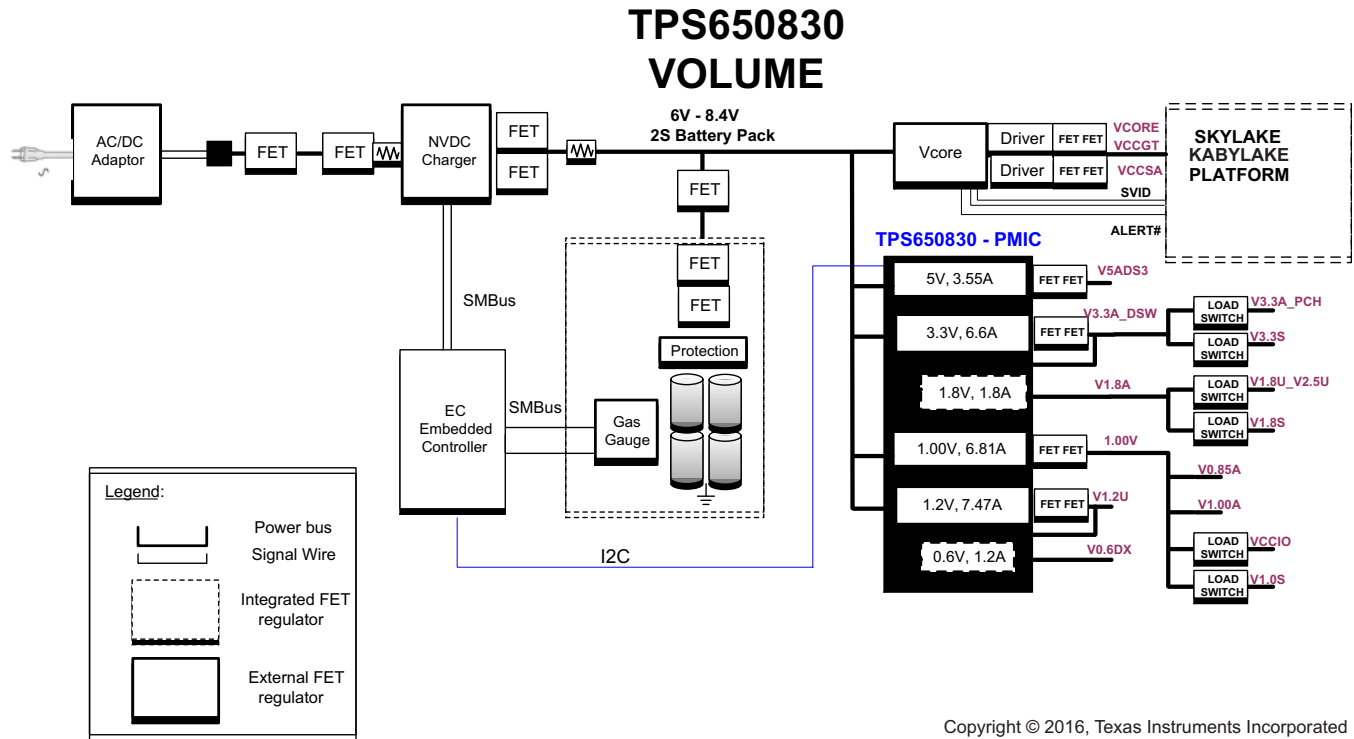 TPS650830
VOLUME
AC/DC
Adaptor
FET
FET
NVDC
Charger
FET
FET
6V - 8.4V
2S Battery Pack
Vcore
Driver
FET FET
VCORE
VCCGT
Driver
FET FET
VCCSA
SVID
ALERT#
SKYLAKE
KABYLAKE
PLATFORM
FET
FET
FET
Protection
SMBus
EC
Embedded
Controller
SMBus
Gas
Gauge
I2C
TPS650830 - PMIC
5V, 3.55A
FET FET
V5ADS3
3.3V, 6.6A
FET FET
V3.3A_DSW
LOAD
SWITCH
V3.3A_PCH
LOAD
SWITCH
V3.3S
1.8V, 1.8A
V1.8A
LOAD
SWITCH
V1.8U_V2.5U
LOAD
SWITCH
V1.8S
1.00V, 6.81A
FET FET
1.00V
V0.85A
V1.00A
LOAD
SWITCH
VCCIO
LOAD
SWITCH
V1.0S
1.2V, 7.47A
FET FET
V1.2U
0.6V, 1.2A
V0.6DX
Legend:
Power bus
Signal Wire
Integrated FET
regulator
External FET
regulator
Copyright © 2016, Texas Instruments Incorporated